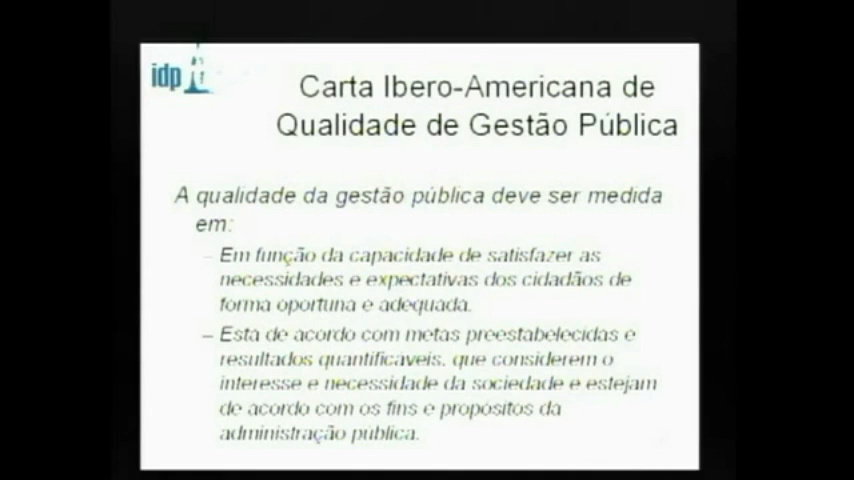 idp
Carta Ibero-Americana de
Qualidade de Gestão Pública
A qualidade da gestão pública deve ser medida
em:
– Em função da capacidade de satisfazer as
necessidades e expectativas dos cidadãos de
forma oportuna e adequada.
– Esta de acordo com metas preestabelecidas e
resultados quantificaveis, que considerem o
interesse e necessidade da sociedade e estejam
de acordo com os fins e propositos da
administração pública.